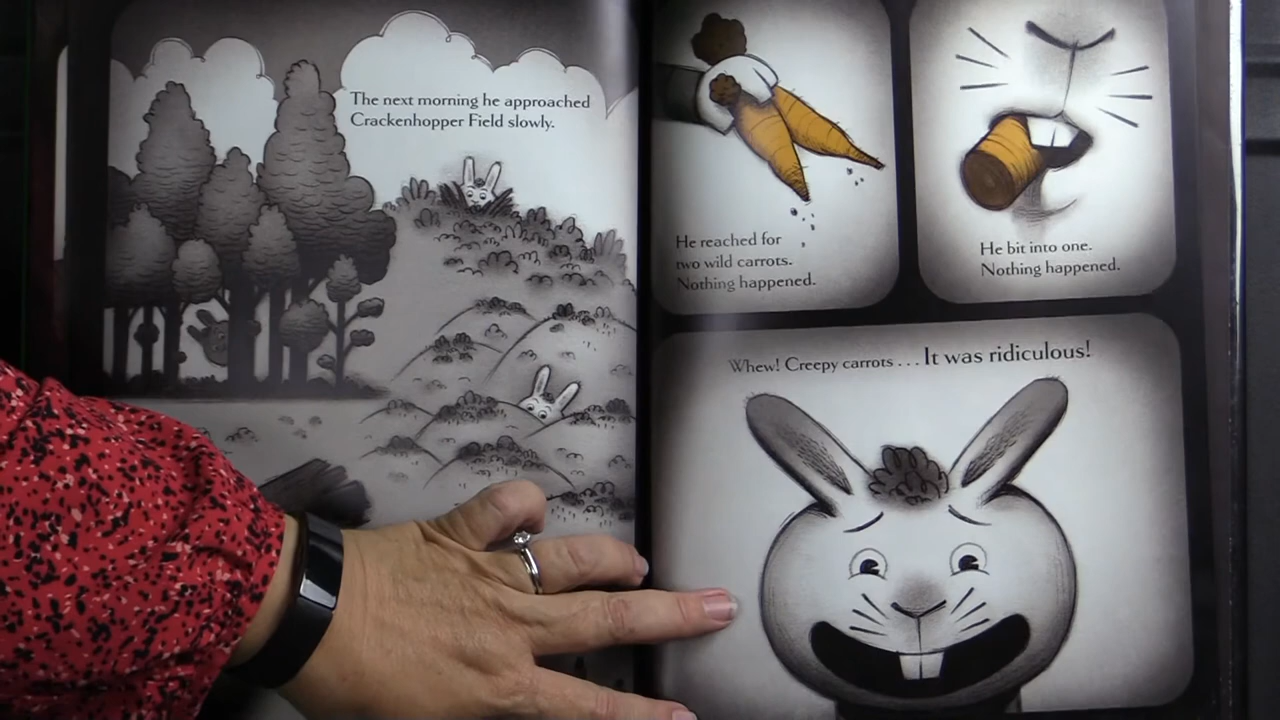 The next morning he approached
Crackenhopper Field slowly.
He reached for
two wild carrots.
Nothing happened.
He bit into one.
Nothing happened.
Whew! Creepy carrots . . . It was ridiculous!